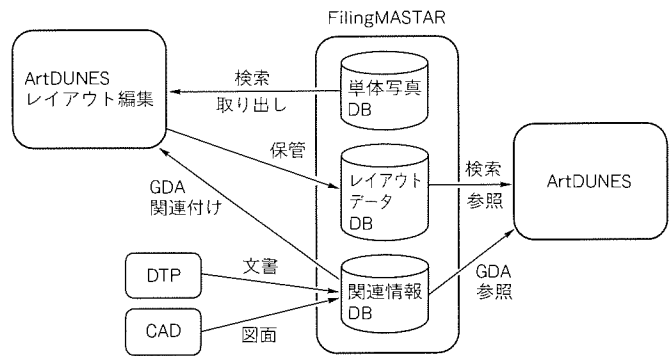 FilingMASTAR
ArtDUNES
レイアウト編集
検索
取り出し
単体写真
DB
保管
レイアウト
データ
DB
検索
参照
ArtDUNES
GDA
関連付け
DTP
文書
関連情報
DB
GDA
参照
CAD
図面